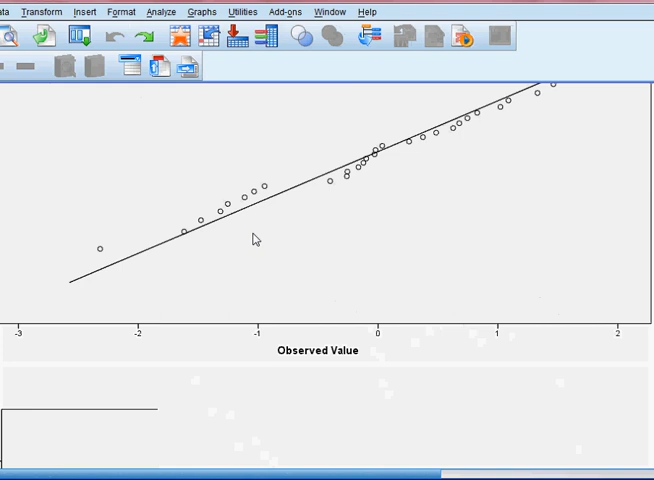 ata Transform Insert Format Analyze Graphs Utilities Add-ons Window Help
-3 -2 -1 0 1 2
Observed Value